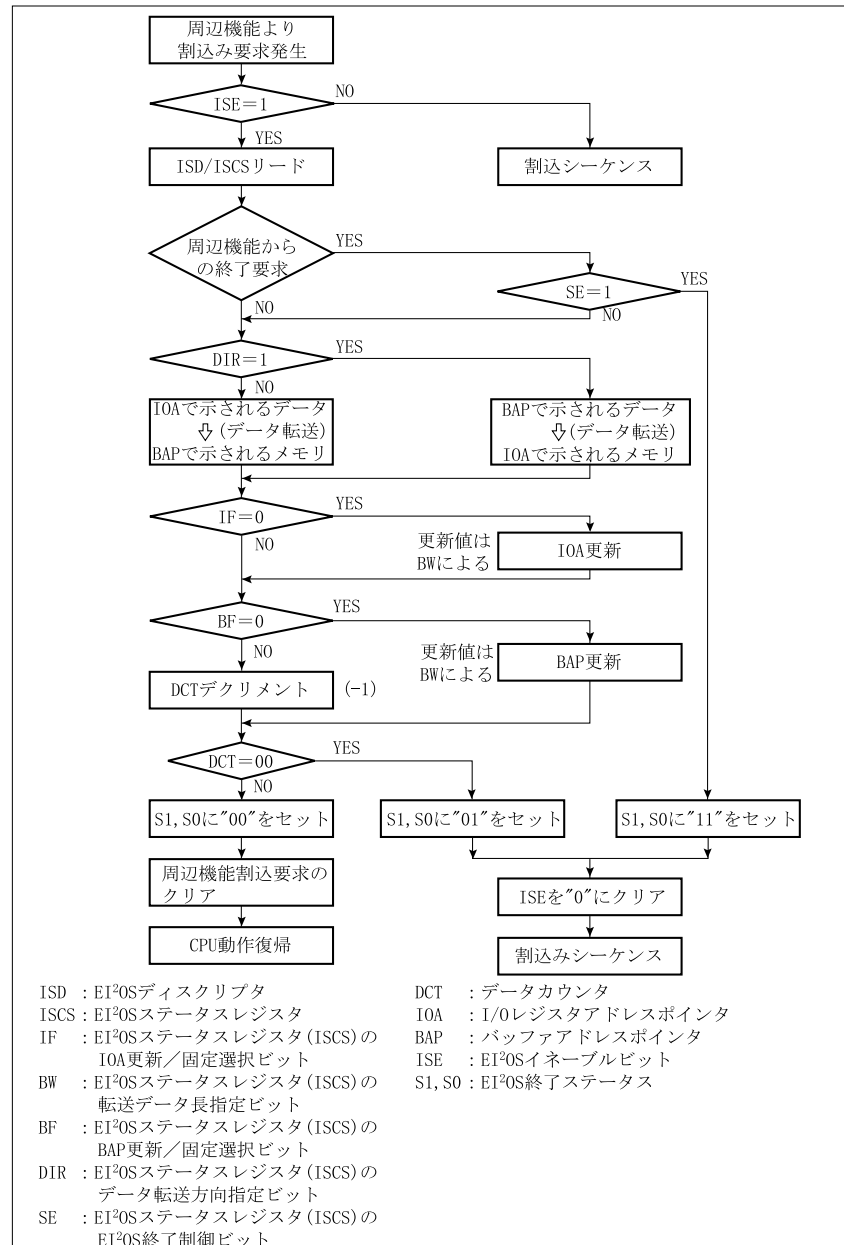 周辺機能より
割込み要求発生
ISE=1
NO
YES
ISD/ISCSリード
割込シーケンス
周辺機能から
の終了要求
YES
SE=1
YES
NO
NO
DIR=1
YES
NO
IOAで示されるデータ
⇩(データ転送)
BAPで示されるメモリ
BAPで示されるデータ
⇩(データ転送)
IOAで示されるメモリ
IF=0
YES
NO
更新値は
BWによる
IOA更新
BF=0
YES
NO
更新値は
BWによる
BAP更新
DCTデクリメント
(-1)
DCT=00
YES
NO
S1,S0に"00"をセット
S1,S0に"01"をセット
S1,S0に"11"をセット
周辺機能割込要求の
クリア
ISEを"0"にクリア
CPU動作復帰
割込みシーケンス
ISD :EI²OSディスクリプタ
ISCS:EI²OSステータスレジスタ
IF :EI²OSステータスレジスタ(ISCS)の
IOA更新/固定選択ビット
BW :EI²OSステータスレジスタ(ISCS)の
転送データ長指定ビット
BF :EI²OSステータスレジスタ(ISCS)の
BAP更新/固定選択ビット
DIR :EI²OSステータスレジスタ(ISCS)の
データ転送方向指定ビット
SE :EI²OSステータスレジスタ(ISCS)の
EI²OS終了制御ビット
DCT :データカウンタ
IOA :I/Oレジスタアドレスポインタ
BAP :バッファアドレスポインタ
ISE :EI²OSイネーブルビット
S1,S0:EI²OS終了ステータス